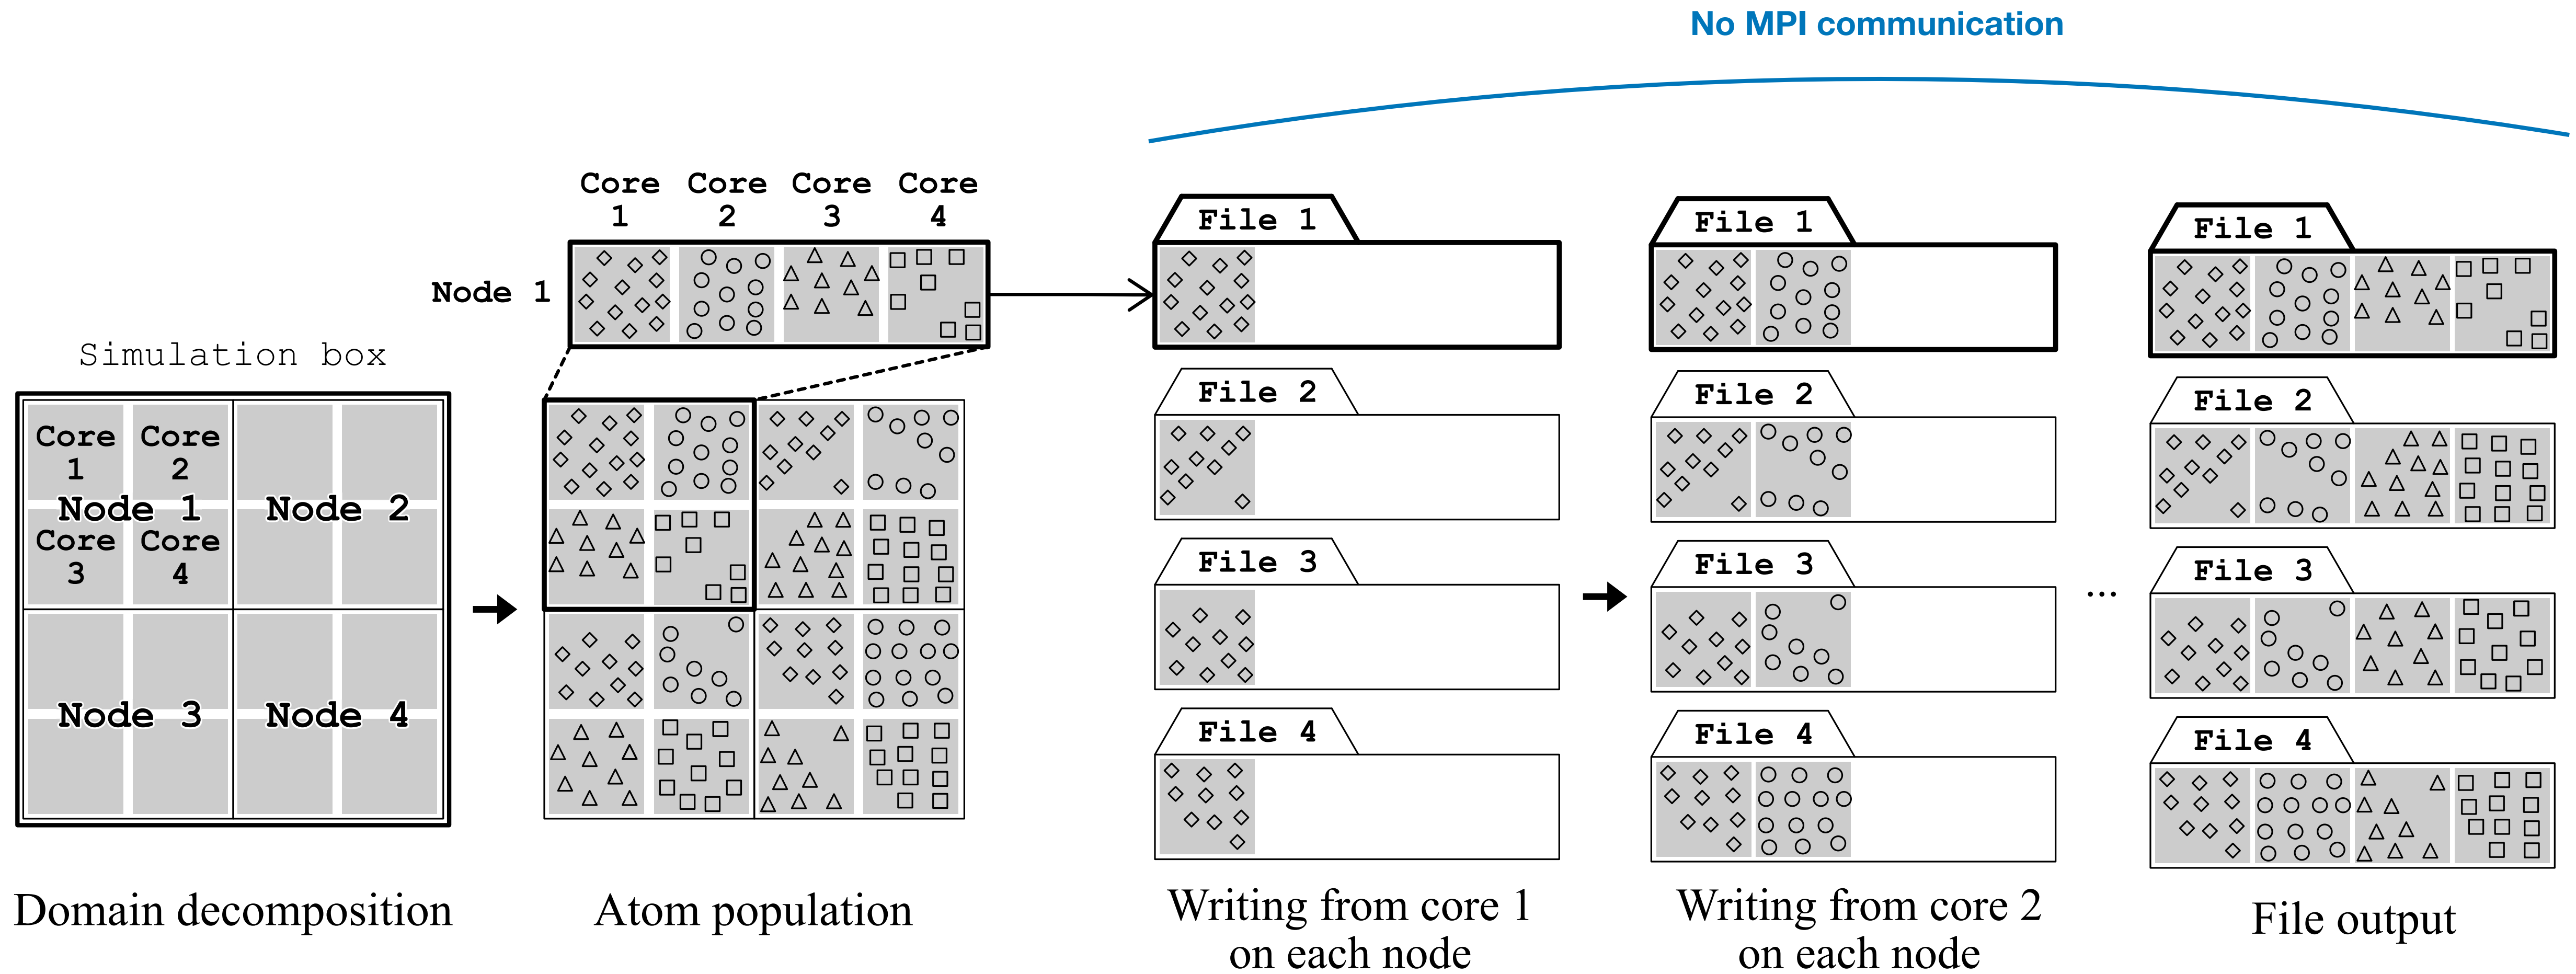 No MPI communication
Core Core Core Core
1 2 3 4
Node 1
File 1
File 1
File 1
Simulation box
Core Core
1 2
Node 1
Node 2
Core Core
3 4
Node 3
Node 4
File 2
File 2
File 2
File 3
File 3
File 3
...
File 4
File 4
File 4
Domain decomposition
Atom population
Writing from core 1
on each node
Writing from core 2
on each node
File output